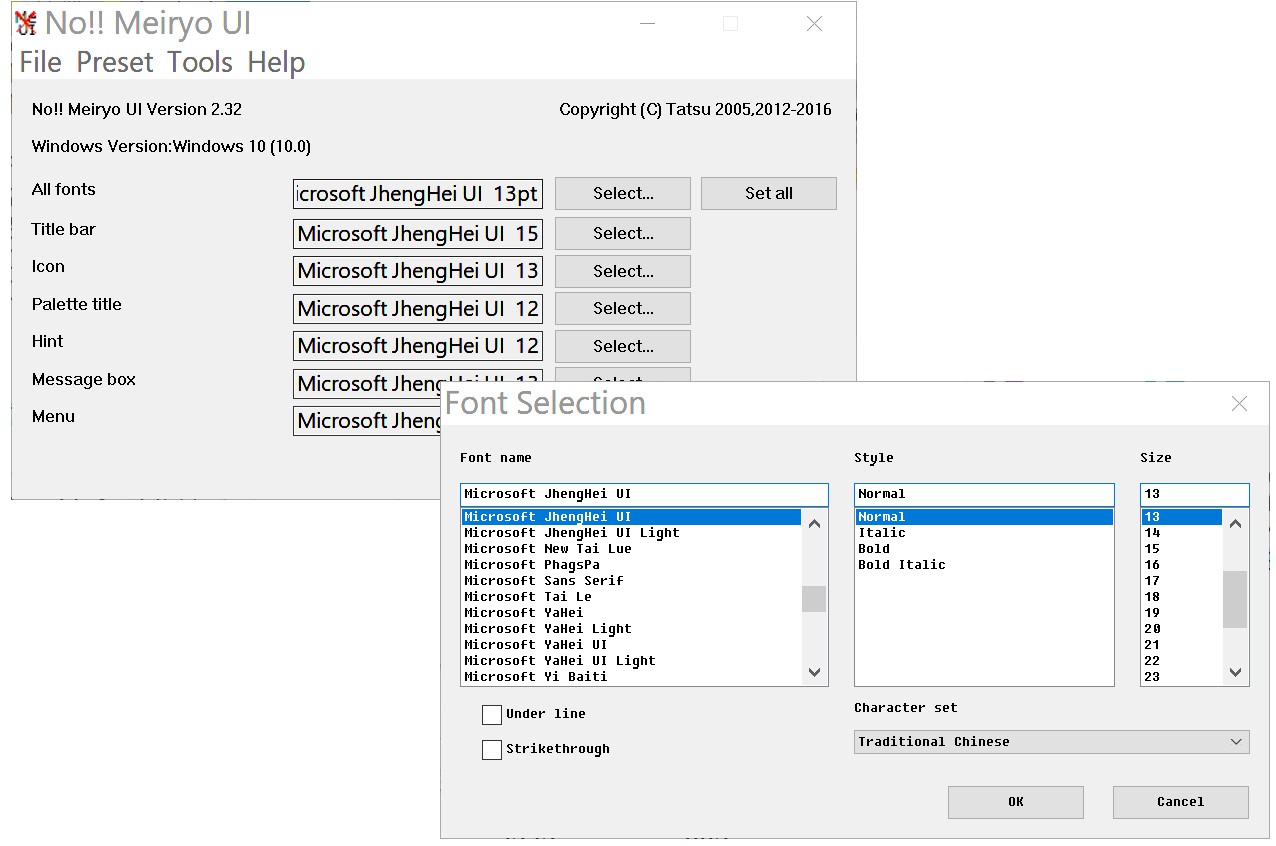 No!! Meiryo UI
File Preset Tools Help
No!! Meiryo UI Version 2.32 Copyright (C) Tatsu 2005,2012-2016
Windows Version:Windows 10 (10.0)
All fonts icrosoft JhengHei UI 13pt Select... Set all
Title bar Microsoft JhengHei UI 15 Select...
Icon Microsoft JhengHei UI 13 Select...
Palette title Microsoft JhengHei UI 12 Select...
Hint Microsoft JhengHei UI 12 Select...
Message box Microsoft JhengHei UI 13 Select...
Menu Microsoft JhengHei
Font Selection
Font name Style Size
Microsoft JhengHei UI Normal 13
Microsoft JhengHei UI Normal 13
Microsoft JhengHei UI Light Italic 14
Microsoft New Tai Lue Bold 15
Microsoft PhagsPa Bold Italic 16
Microsoft Sans Serif 17
Microsoft Tai Le 18
Microsoft YaHei 19
Microsoft YaHei Light 20
Microsoft YaHei UI 21
Microsoft YaHei UI Light 22
Microsoft Yi Baiti 23
Under line Character set
Strikethrough Traditional Chinese
OK Cancel